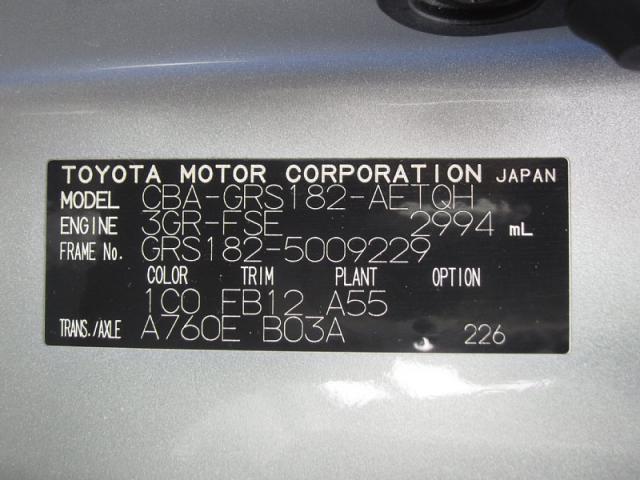 TOYOTA MOTOR CORPORATION JAPAN
MODEL CBA-GRS182-AETQH
ENGINE 3GR-FSE 2994 mL
FRAME No. GRS182-5009229
COLOR TRIM PLANT OPTION
1C0 FB12 A55
TRANS./AXLE A760E B03A 226